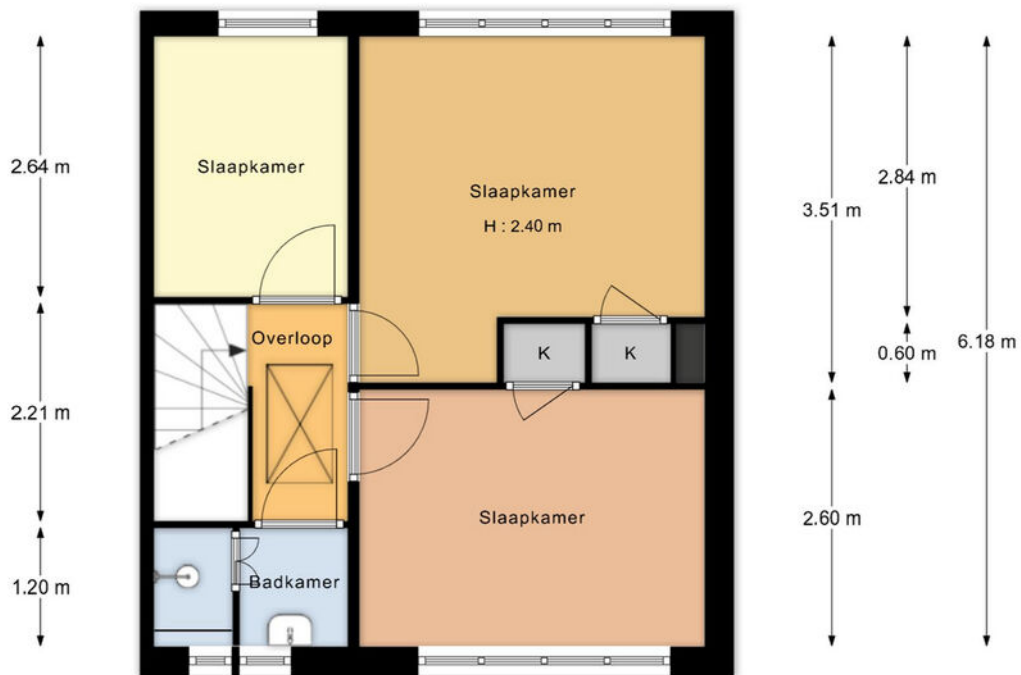 2.64 m
2.21 m
1.20 m
Slaapkamer
Slaapkamer
H : 2.40 m
Overloop
K
K
Slaapkamer
Badkamer
3.51 m
2.60 m
2.84 m
0.60 m
6.18 m